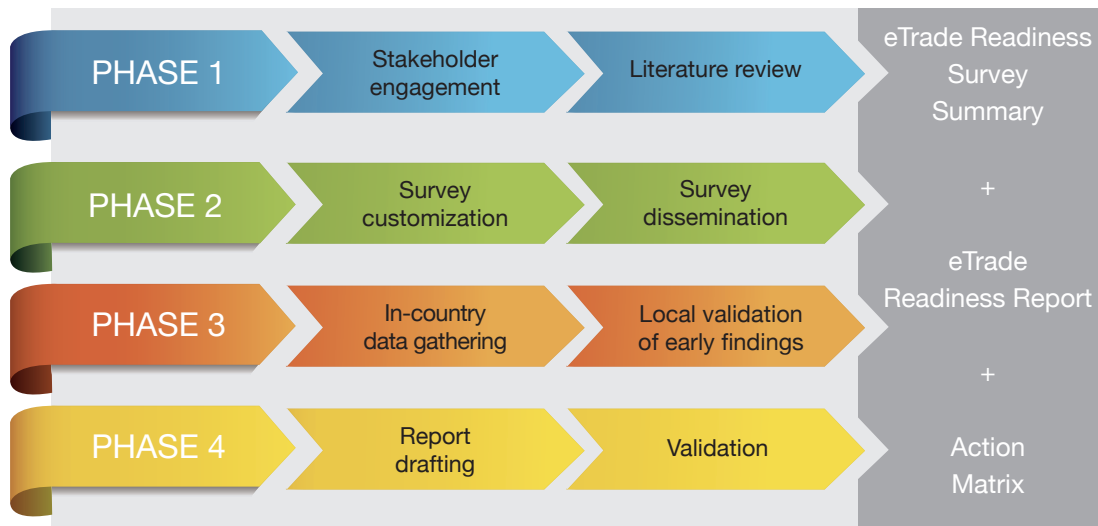 PHASE 1
Stakeholder
engagement
Literature review
PHASE 2
Survey
customization
Survey
dissemination
PHASE 3
In-country
data gathering
Local validation
of early findings
PHASE 4
Report
drafting
Validation
eTrade Readiness
Survey
Summary
+
eTrade
Readiness Report
+
Action
Matrix